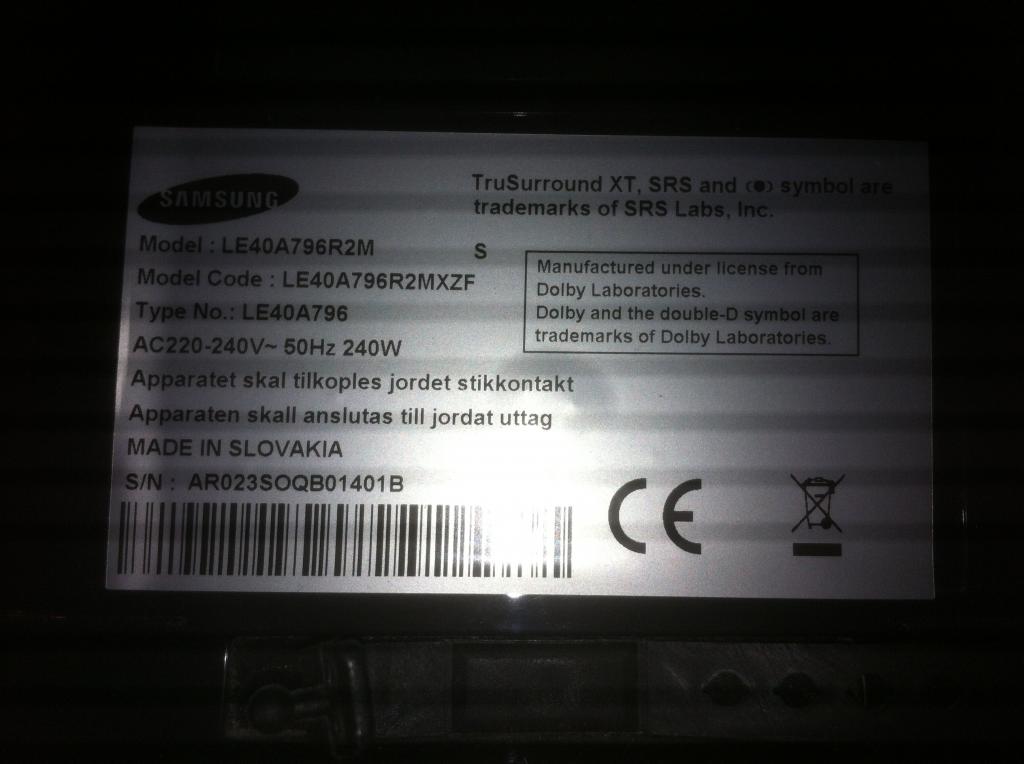 SAMSUNG
Model : LE40A796R2M
Model Code : LE40A796R2MXZF
Type No.: LE40A796
AC220-240V~ 50Hz 240W
Apparatet skal tilkoples jordet stikkontakt
Apparaten skall anslutas till jordat uttag
MADE IN SLOVAKIA
S/N : AR023SOQB01401B
TruSurround XT, SRS and (●) symbol are
trademarks of SRS Labs, Inc.
S
Manufactured under license from
Dolby Laboratories.
Dolby and the double-D symbol are
trademarks of Dolby Laboratories.
CE